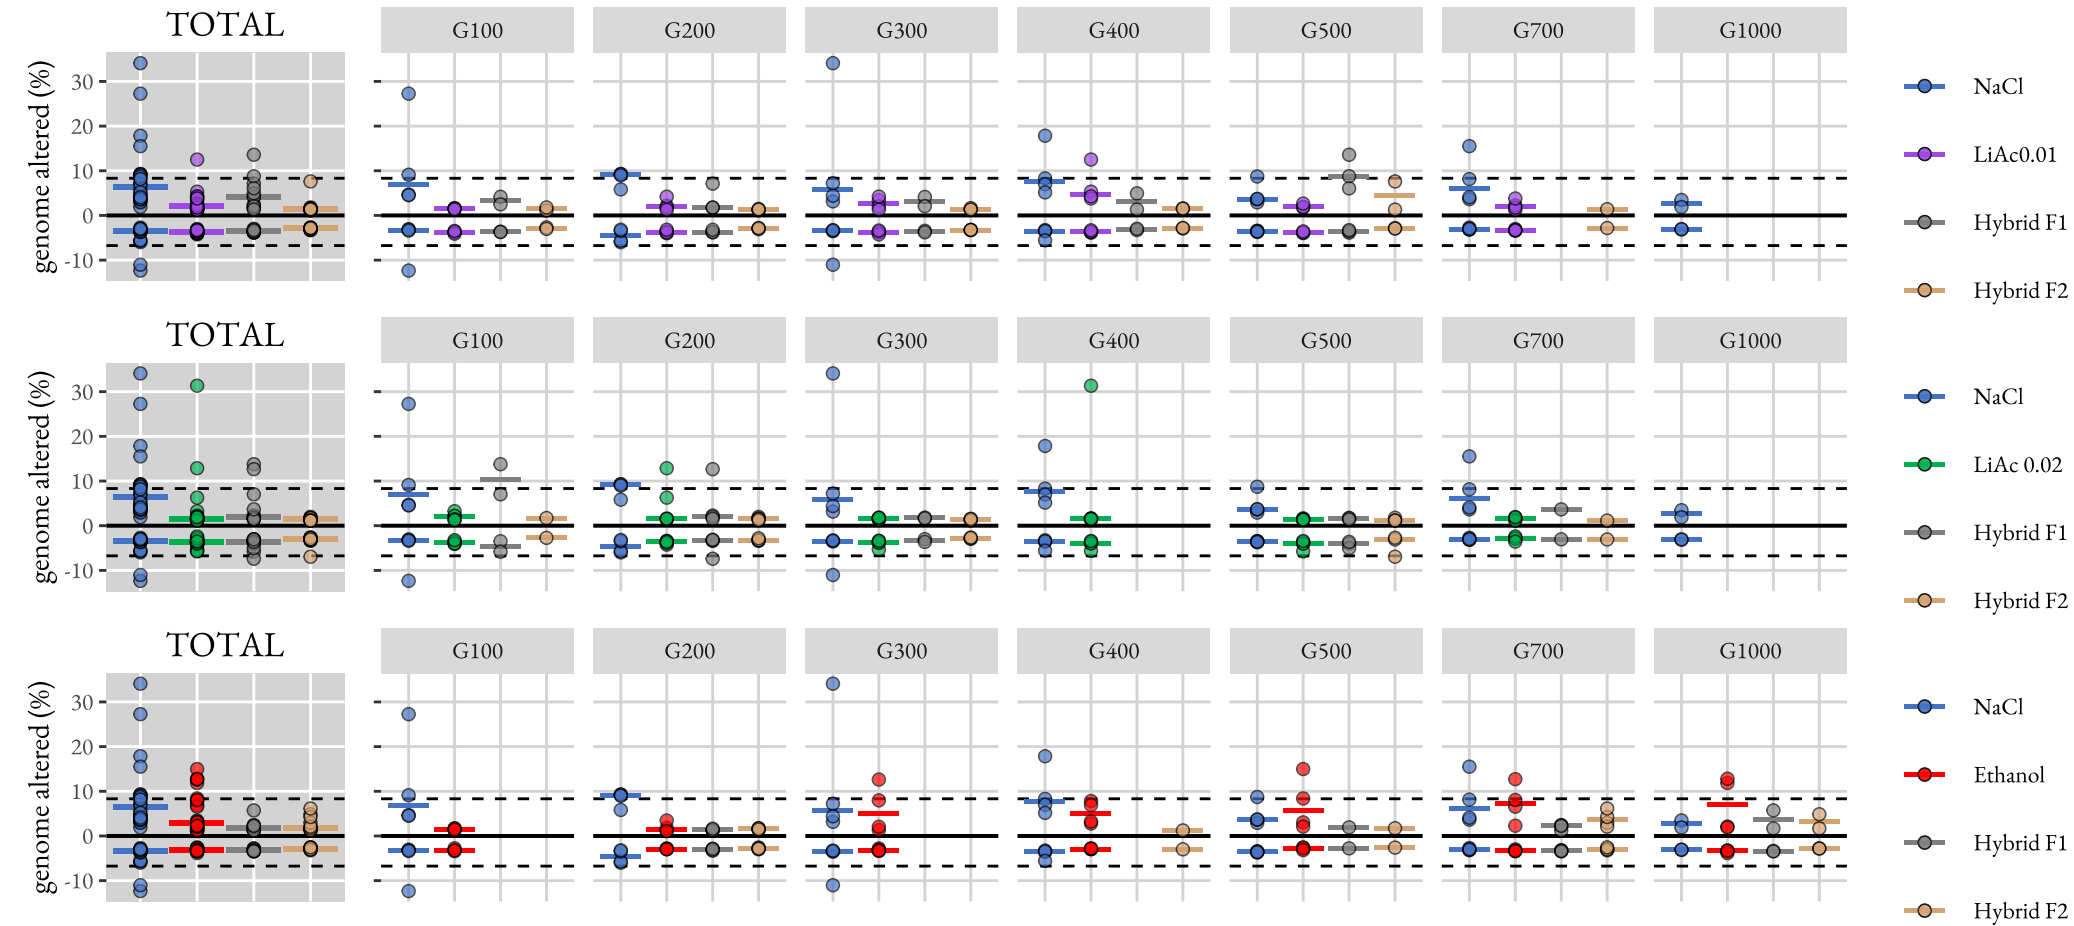 TOTAL
G100 G200 G300 G400 G500 G700 G1000
genome altered (%)
30
20
10
0
-10
NaCl
LiAc0.01
Hybrid F1
Hybrid F2
TOTAL
G100 G200 G300 G400 G500 G700 G1000
genome altered (%)
30
20
10
0
-10
NaCl
LiAc 0.02
Hybrid F1
Hybrid F2
TOTAL
G100 G200 G300 G400 G500 G700 G1000
genome altered (%)
30
20
10
0
-10
NaCl
Ethanol
Hybrid F1
Hybrid F2